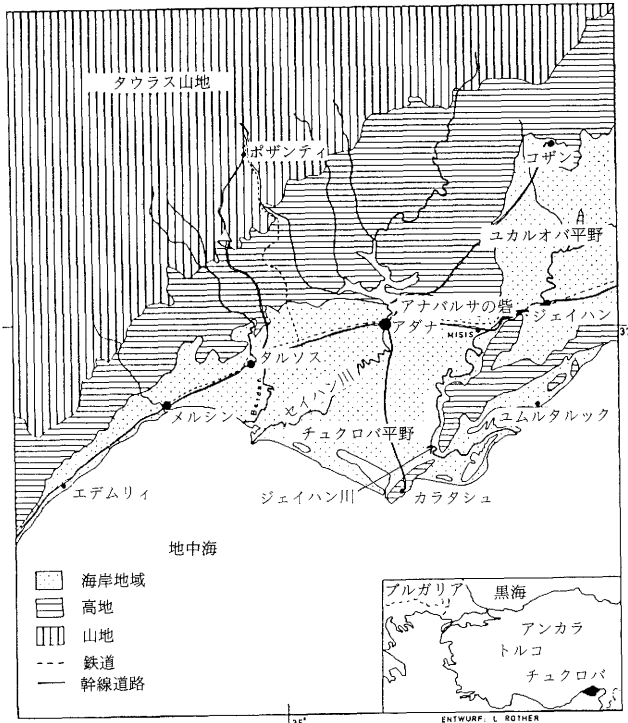 タウラス山地
ポザンティ
コザン
A
ユカルオバ平野
アナバルサの砦
ジェイハン
アダナ
MISIS
3
タルソス
セイハン川
Berdan
メルシン
チュクロバ平野
ユムルタルック
エデムリィ
ジェイハン川
カラタシュ
地中海
海岸地域
高地
山地
鉄道
幹線道路
ブルガリア
黒海
アンカラ
トルコ
チュクロバ
35°
ENTWURF: L ROTHER